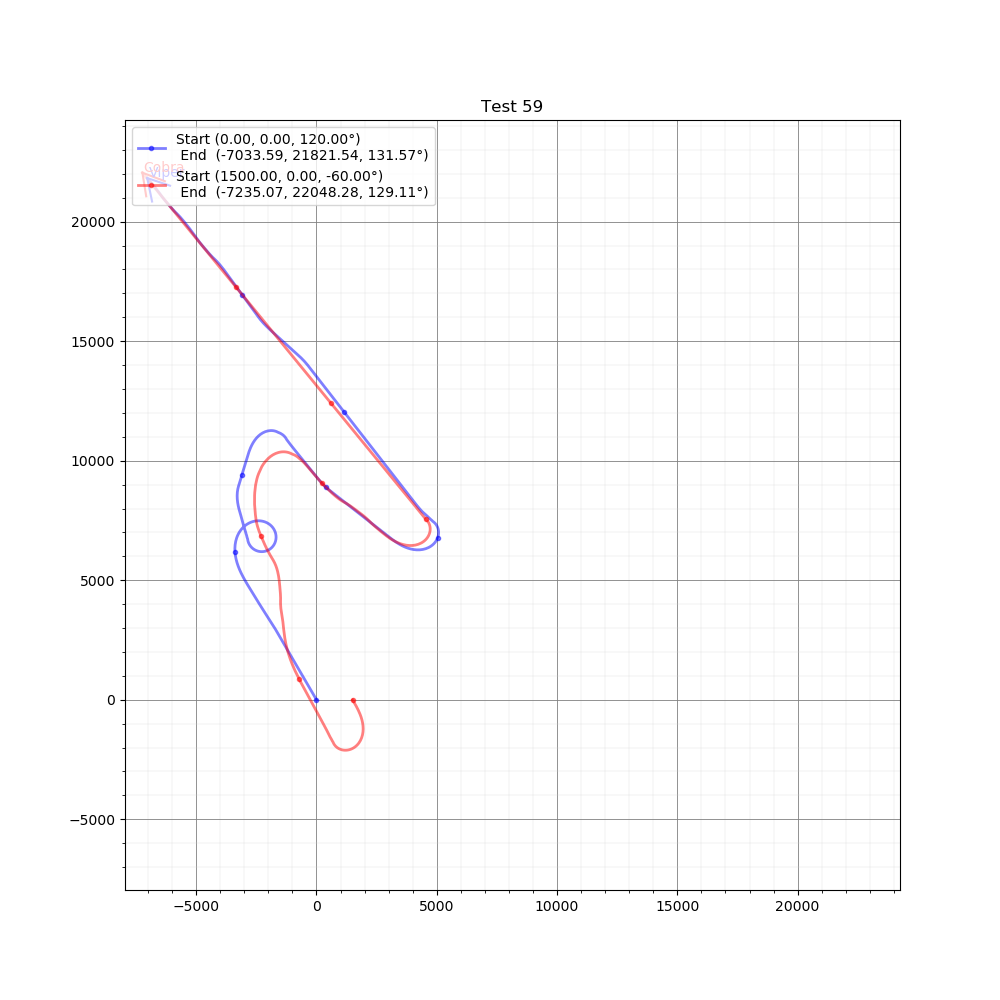 Test 59
Start (0.00, 0.00, 120.00°)
End (-7033.59, 21821.54, 131.57°)
Start (1500.00, 0.00, -60.00°)
End (-7235.07, 22048.28, 129.11°)
Cobra
Viper
20000
15000
10000
5000
0
−5000
−5000
0
5000
10000
15000
20000